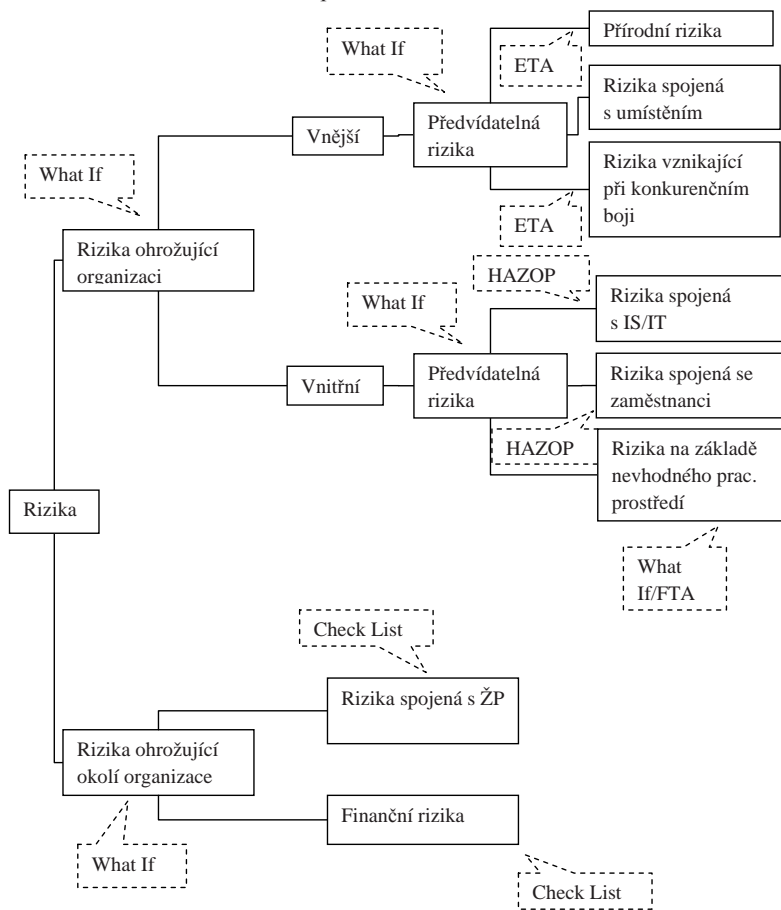 What If
Přírodní rizika
What If
ETA
Rizika spojená
s umístěním
Vnější
Předvídatelná
rizika
What If
Rizika vznikající
při konkurenčním
boji
ETA
Rizika ohrožující
organizaci
HAZOP
What If
Rizika spojená
s IS/IT
Vnitřní
Předvídatelná
rizika
Rizika spojená se
zaměstnanci
HAZOP
Rizika na základě
nevhodného prac.
prostředí
Rizika
What
If/FTA
Check List
Rizika spojená s ŽP
Rizika ohrožující
okolí organizace
Finanční rizika
What If
Check List